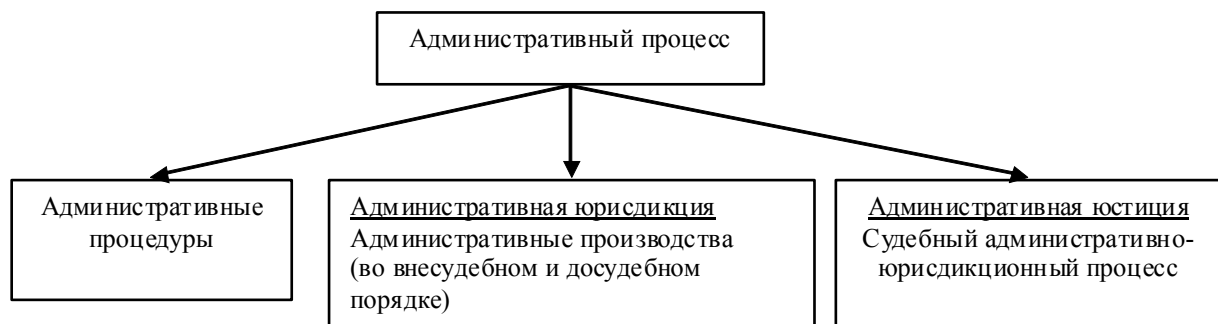 Административный процесс
Административные
процедуры
Административная юрисдикция
Административные производства
(во внесудебном и досудебном
порядке)
Административная юстиция
Судебный административно-
юрисдикционный процесс